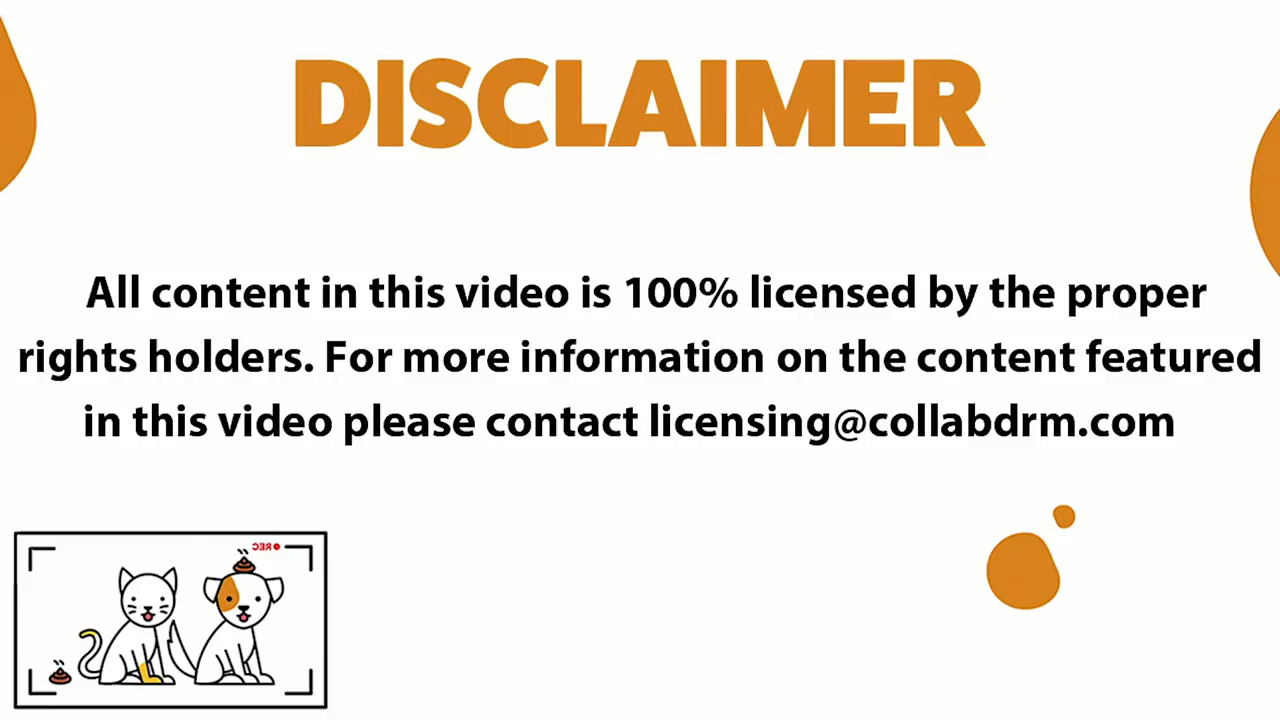 DISCLAIMER
All content in this video is 100% licensed by the proper
rights holders. For more information on the content featured
in this video please contact licensing@collabdrm.com
REC